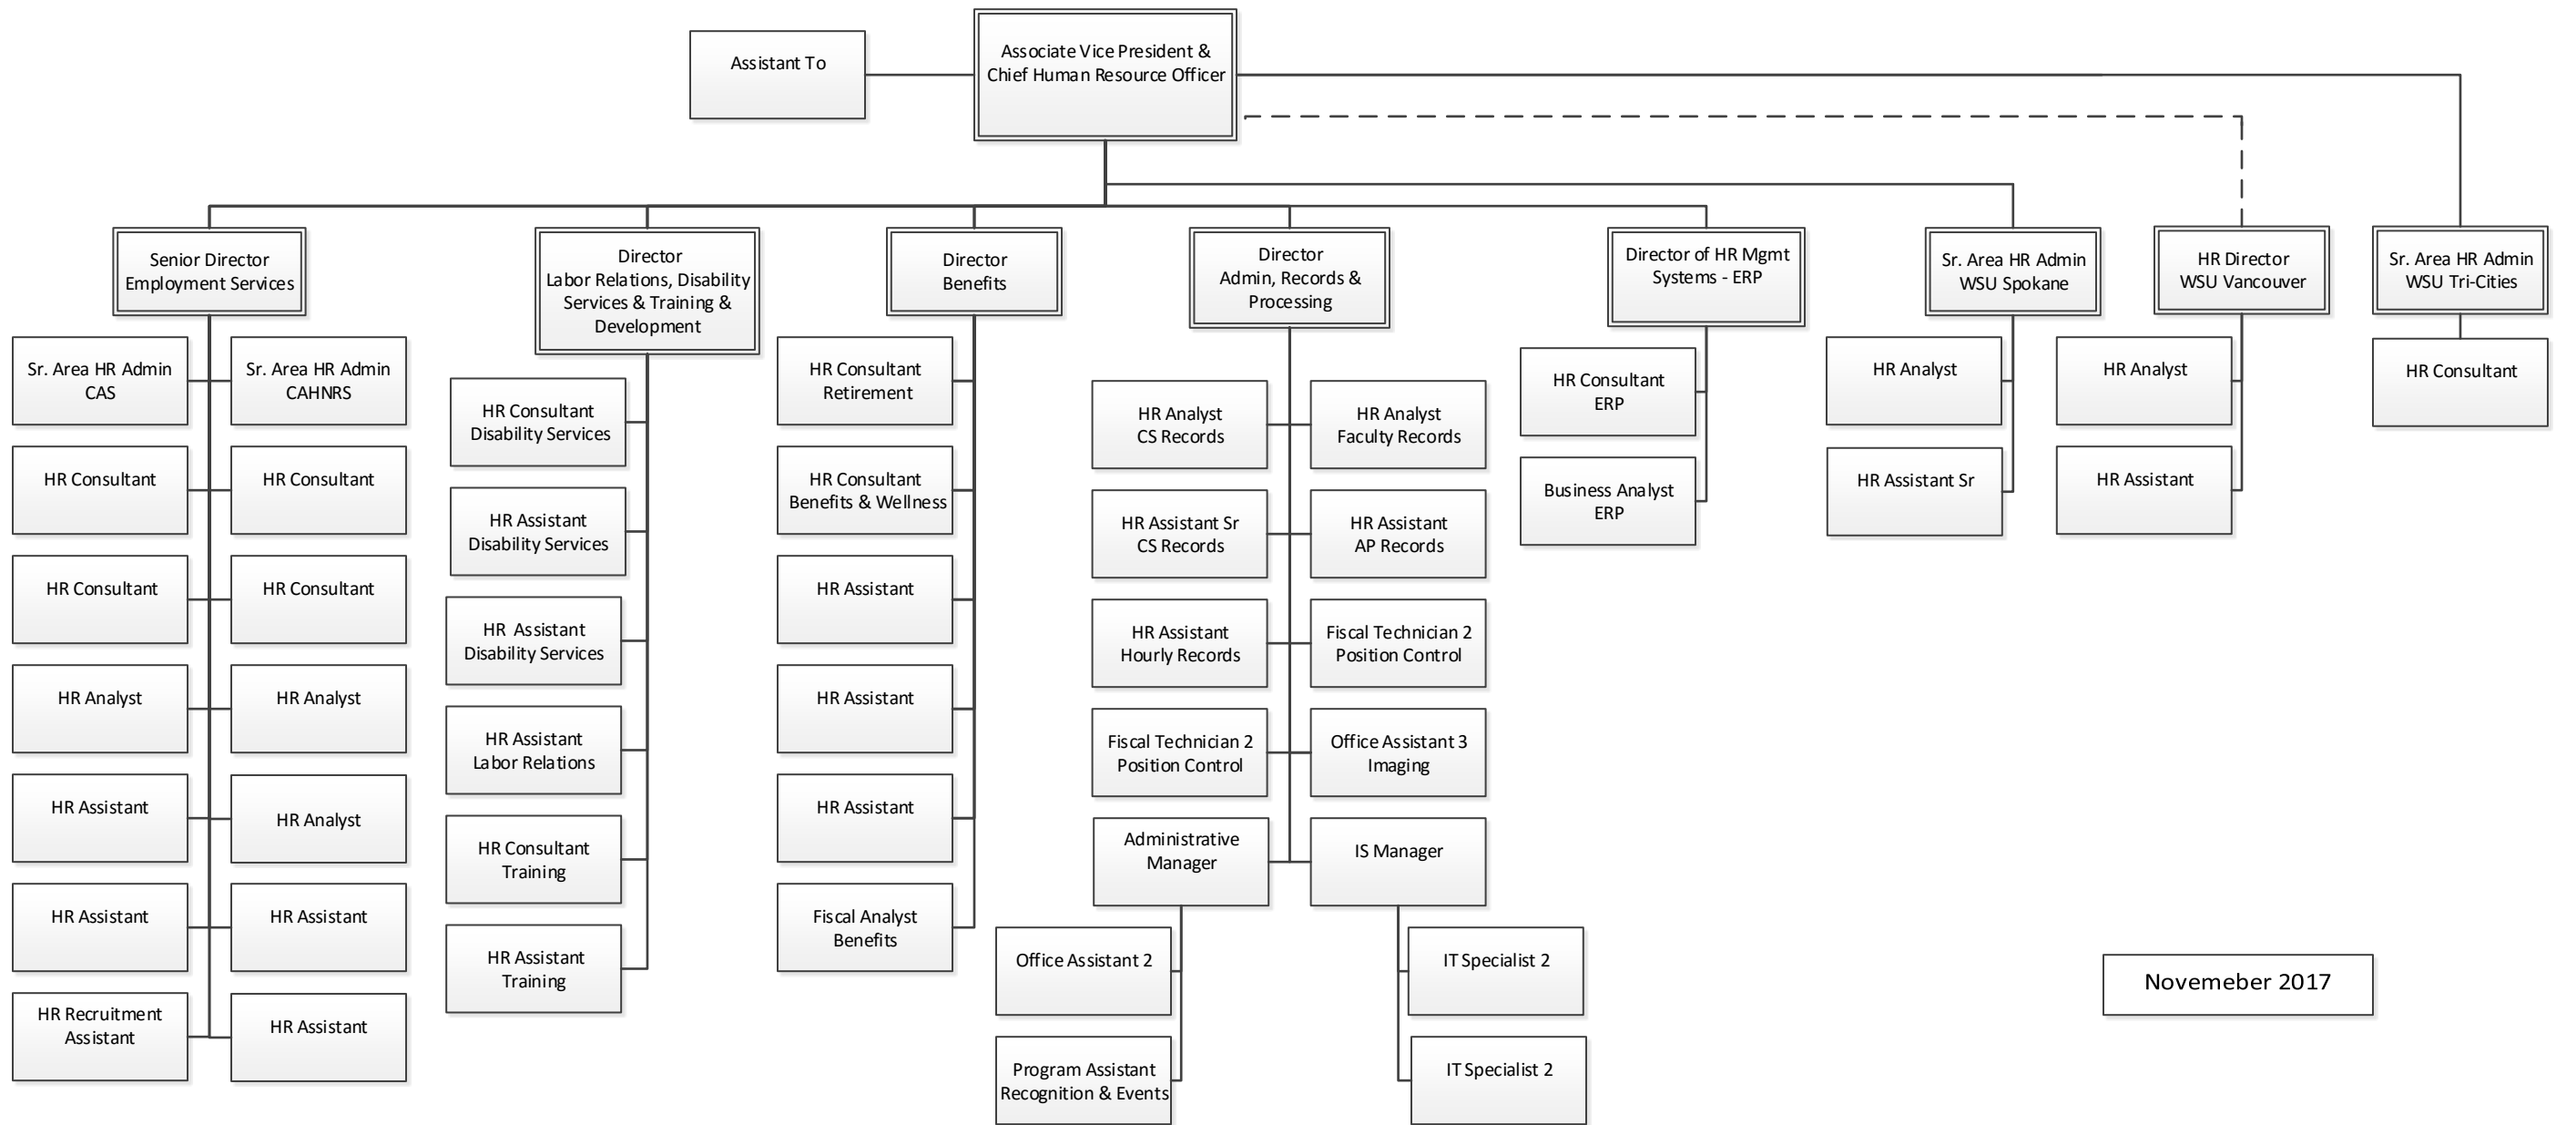 Assistant To
Associate Vice President &
Chief Human Resource Officer
Senior Director
Employment Services
Director
Labor Relations, Disability
Services & Training &
Development
Director
Benefits
Director
Admin, Records &
Processing
Director of HR Mgmt
Systems - ERP
Sr. Area HR Admin
WSU Spokane
HR Director
WSU Vancouver
Sr. Area HR Admin
WSU Tri-Cities
Sr. Area HR Admin
CAS
Sr. Area HR Admin
CAHNRS
HR Consultant
HR Consultant
HR Consultant
HR Consultant
HR Analyst
HR Analyst
HR Assistant
HR Analyst
HR Assistant
HR Assistant
HR Recruitment
Assistant
HR Assistant
HR Consultant
Disability Services
HR Assistant
Disability Services
HR  Assistant
Disability Services
HR Assistant
Labor Relations
HR Consultant
Training
HR Assistant
Training
HR Consultant
Retirement
HR Consultant
Benefits & Wellness
HR Assistant
HR Assistant
HR Assistant
Fiscal Analyst
Benefits
HR Analyst
CS Records
HR Analyst
Faculty Records
HR Assistant Sr
CS Records
HR Assistant
AP Records
HR Assistant
Hourly Records
Fiscal Technician 2
Position Control
Fiscal Technician 2
Position Control
Office Assistant 3
Imaging
Administrative
Manager
IS Manager
Office Assistant 2
Program Assistant
Recognition & Events
IT Specialist 2
IT Specialist 2
HR Consultant
ERP
Business Analyst
ERP
HR Analyst
HR Assistant Sr
HR Analyst
HR Assistant
HR Consultant
Novemeber 2017